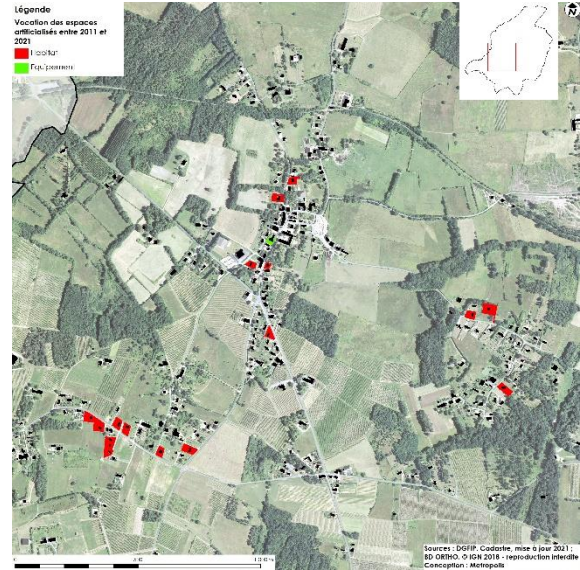 Légende
Vocation des espaces
artificialisés entre 2011 et
2021
Habitat
Equipement
N
Sources : DGFIP, Cadastre, mise à jour 2021 ;
BD ORTHO, © IGN 2018 - reproduction interdite
Conception : Metropolis